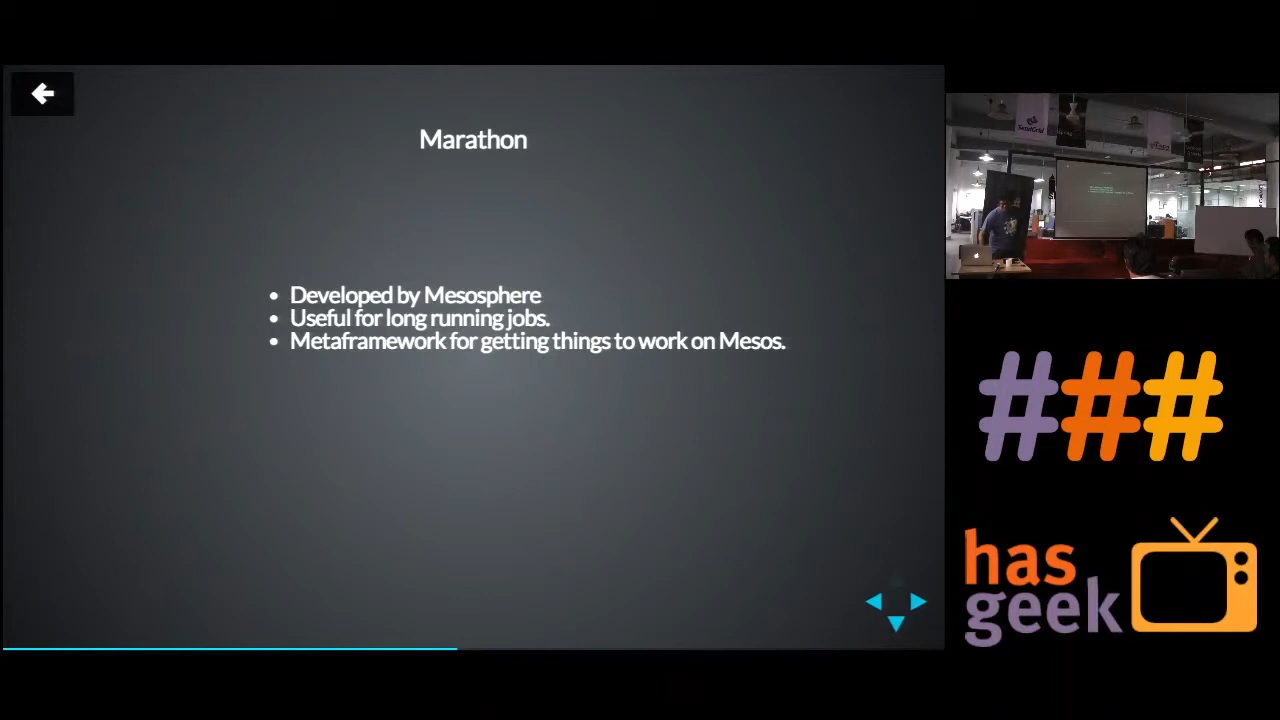 Marathon
• Developed by Mesosphere
• Useful for long running jobs.
• Metaframework for getting things to work on Mesos.
SendGrid
###
has
geek